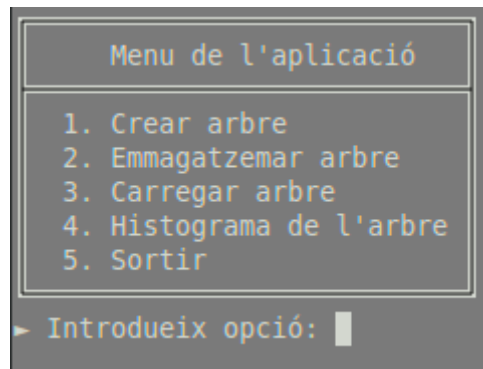 Menu de l'aplicació
1. Crear arbre
2. Emmagatzemar arbre
3. Carregar arbre
4. Histograma de l'arbre
5. Sortir
► Introdueix opció: